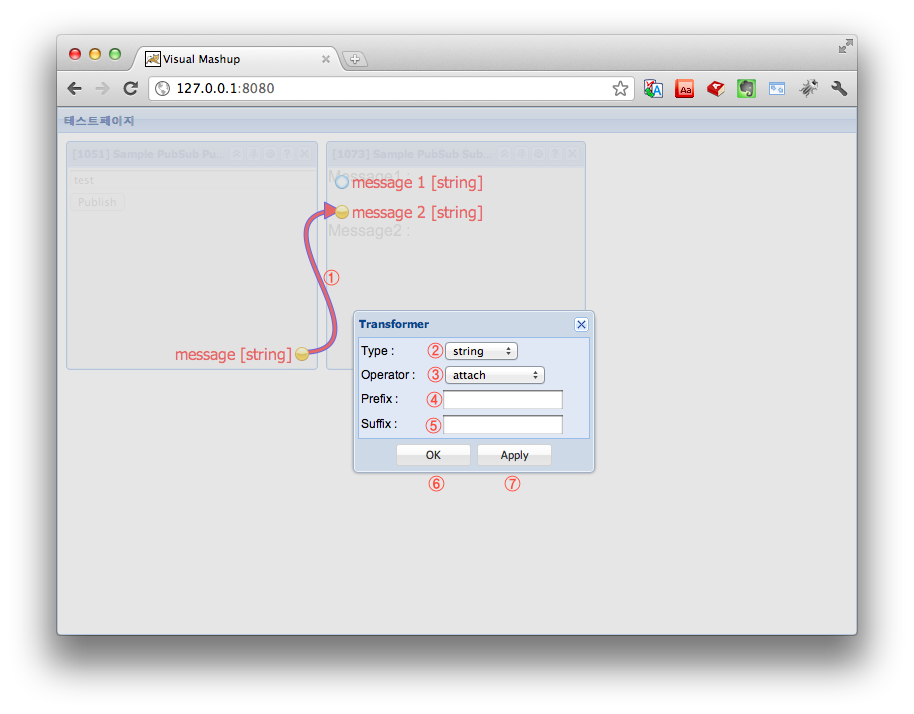 Visual Mashup
127.0.0.1:8080
테스트페이지
[1051] Sample PubSub Pu...
[1073] Sample PubSub Sub...
test
Publish
Message1 :
message 1 [string]
message 2 [string]
Message2 :
①
message [string]
Transformer
Type : ② string
Operator : ③ attach
Prefix : ④
Suffix : ⑤
OK Apply
⑥ ⑦